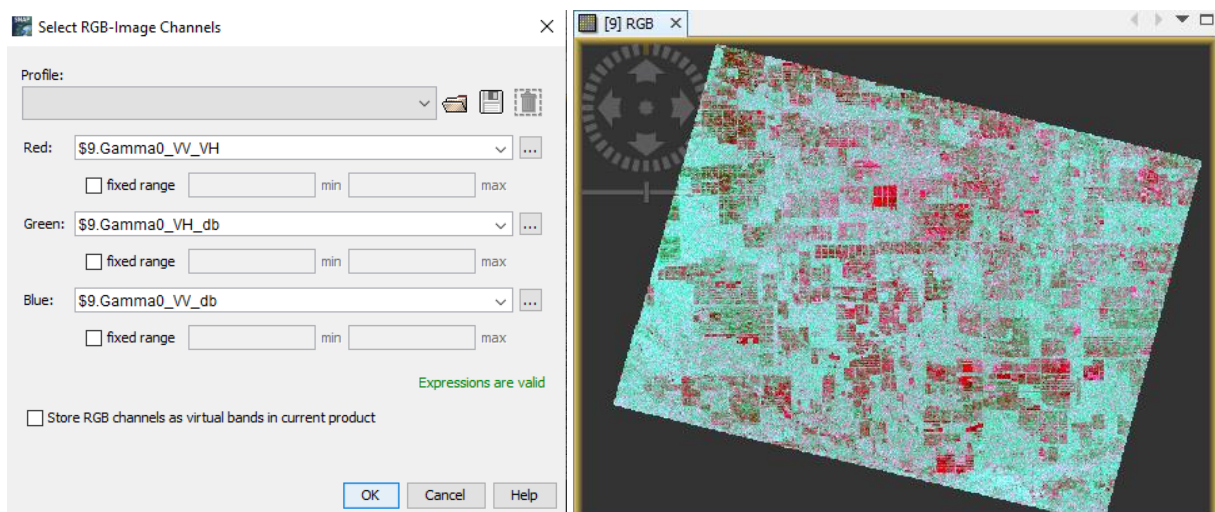 SNAP
Select RGB-Image Channels
Profile:
Red: $9.Gamma0_VV_VH ...
fixed range min max
Green: $9.Gamma0_VH_db ...
fixed range min max
Blue: $9.Gamma0_VV_db ...
fixed range min max
Expressions are valid
Store RGB channels as virtual bands in current product
OK Cancel Help
[9] RGB